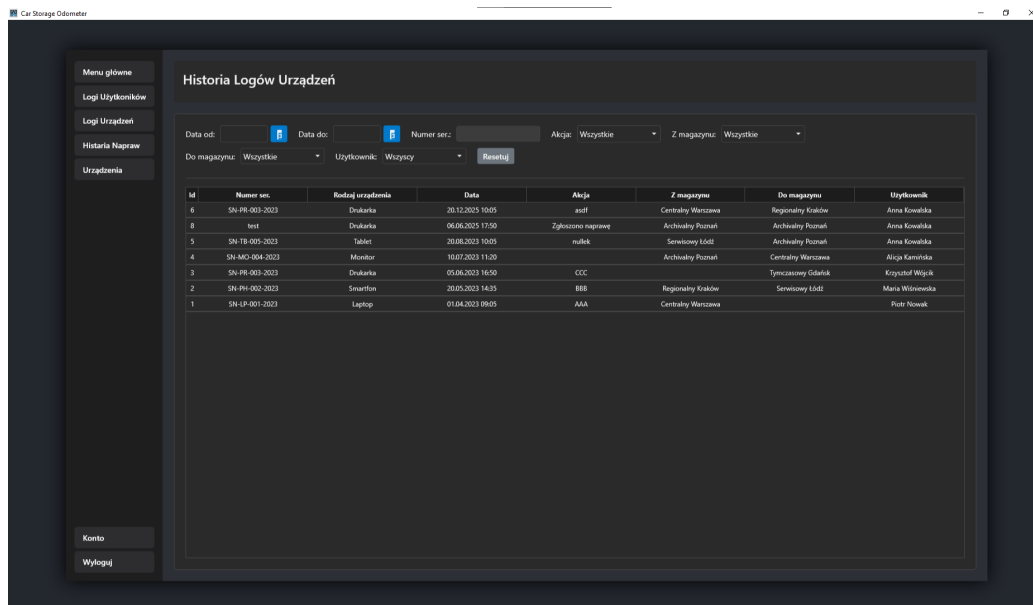 Car Storage Odometer
Menu główne
Logi Użytkoników
Logi Urządzeń
Histaria Napraw
Urządzenia
Konto
Wyloguj
Historia Logów Urządzeń
Data od: Data do: Numer ser.: Akcja: Wszystkie Z magazynu: Wszystkie
Do magazynu: Wszystkie Użytkownik: Wszyscy Resetuj
Id Numer ser. Rodzaj urządzenia Data Akcja Z magazynu Do magazynu Użytkownik
6 SN-PR-003-2023 Drukarka 20.12.2025 10:05 asdf Centralny Warszawa Regionalny Kraków Anna Kowalska
8 test Drukarka 06.06.2025 17:50 Zgłoszono naprawę Archivalny Poznań Archivalny Poznań Anna Kowalska
5 SN-TB-005-2023 Tablet 20.08.2023 10:05 nullek Serwisowy Łódź Archivalny Poznań Anna Kowalska
4 SN-MO-004-2023 Monitor 10.07.2023 11:20 Archivalny Poznań Centralny Warszawa Alicja Kamińska
3 SN-PR-003-2023 Drukarka 05.06.2023 16:50 CCC Tymczasowy Gdańsk Krzysztof Wójcik
2 SN-PH-002-2023 Smartfon 20.05.2023 14:35 BBB Regionalny Kraków Serwisowy Łódź Maria Wiśniewska
1 SN-LP-001-2023 Laptop 01.04.2023 09:05 AAA Centralny Warszawa Piotr Nowak